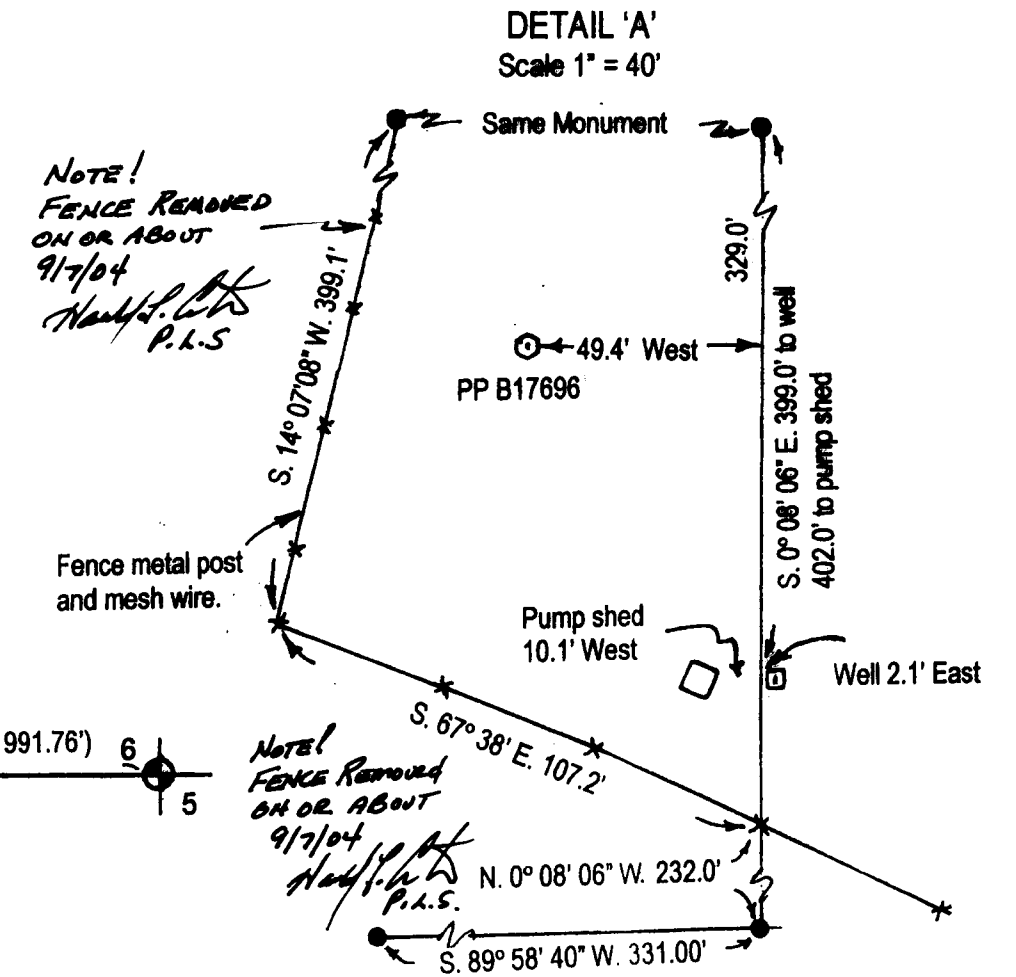 DETAIL 'A'
Scale 1" = 40'
Same Monument
NOTE!
FENCE REMOVED
ON OR ABOUT
9/7/04
P.L.S
S. 14° 07' 08" W. 399.1'
329.0'
49.4' West
PP B17696
S. 0° 08' 06" E. 399.0' to well
402.0' to pump shed
Fence metal post
and mesh wire.
Pump shed
10.1' West
Well 2.1' East
S. 67° 38' E. 107.2'
991.76')
6
5
NOTE!
FENCE REMOVED
ON OR ABOUT
9/7/04
P.L.S.
N. 0° 08' 06" W. 232.0'
S. 89° 58' 40" W. 331.00'